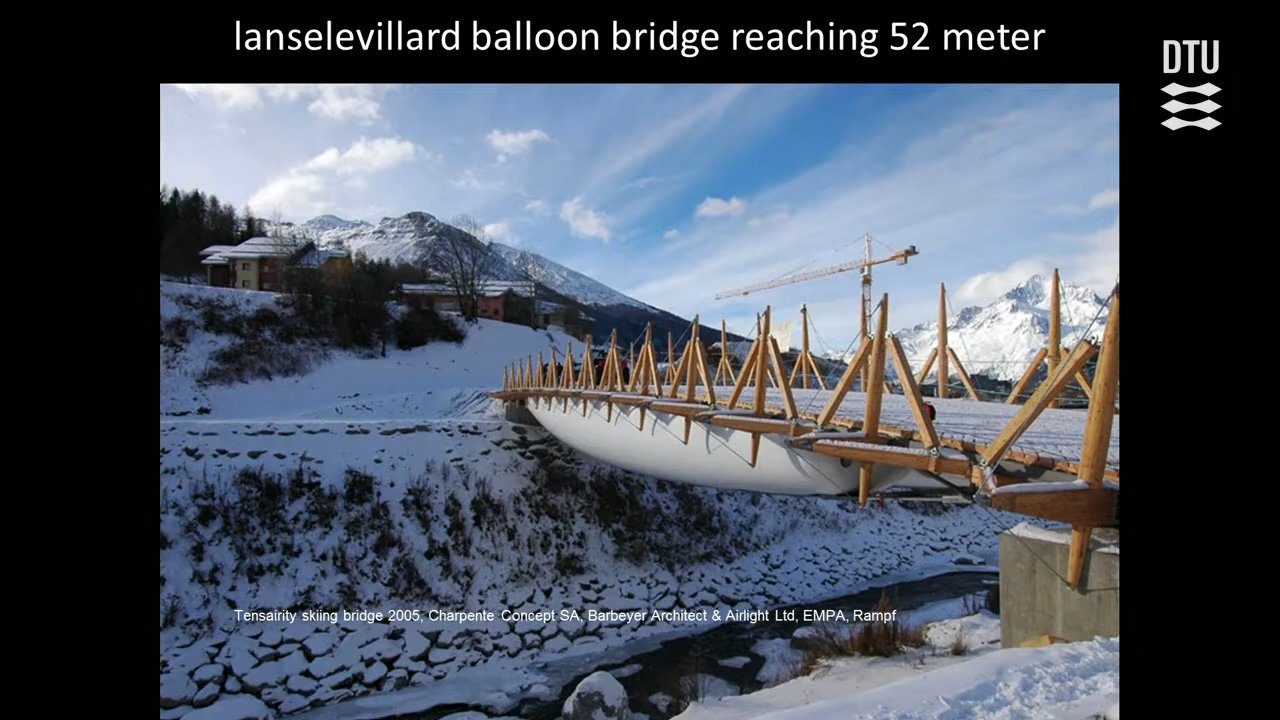 lanselevillard balloon bridge reaching 52 meter
DTU
Tensairity skiing bridge 2005, Charpente Concept SA, Barbeyer Architect & Airlight Ltd, EMPA, Rampf